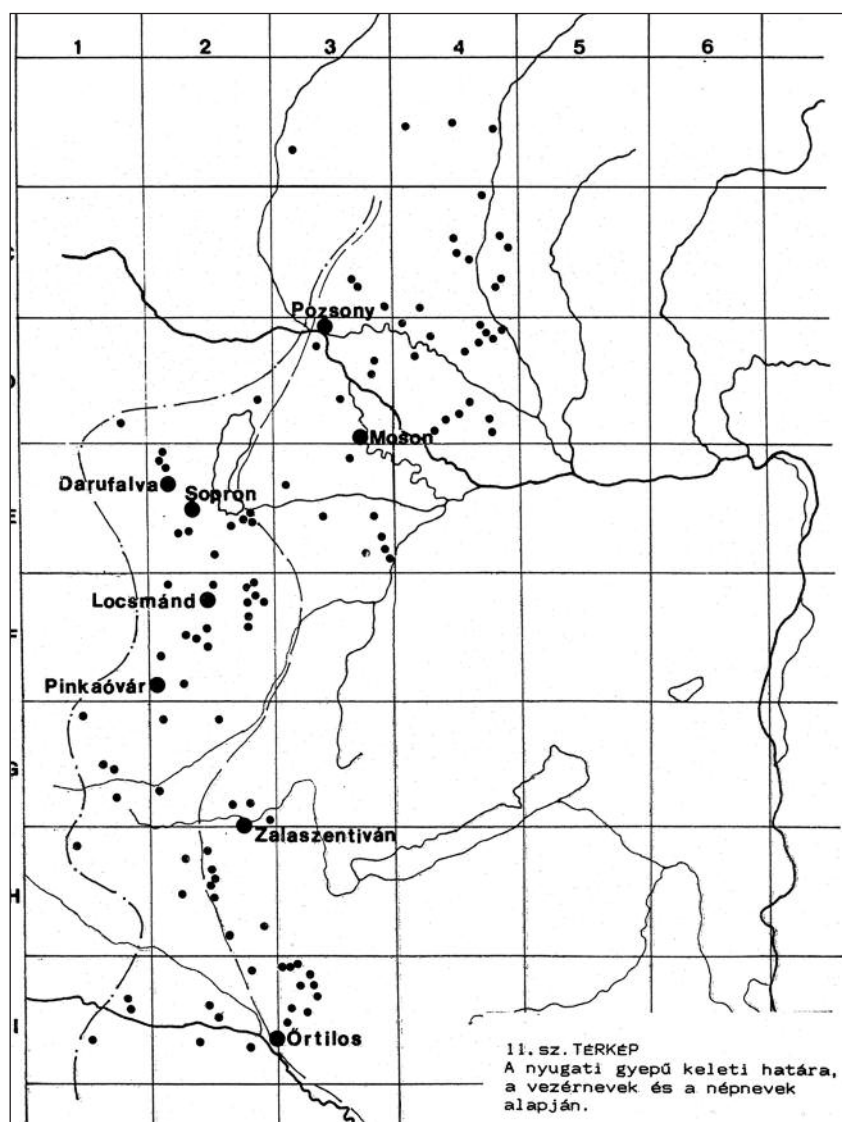 1 2 3 4 5 6
C
Pozsony
D
Moson
Darufalva
Sopron
E
Locsmánd
F
Pinkaóvár
G
Zalaszentiván
H
I
Őrtilos
11.sz.TÉRKÉP
A nyugati gyepű keleti határa,
a vezérnevek és a népnevek
alapján.